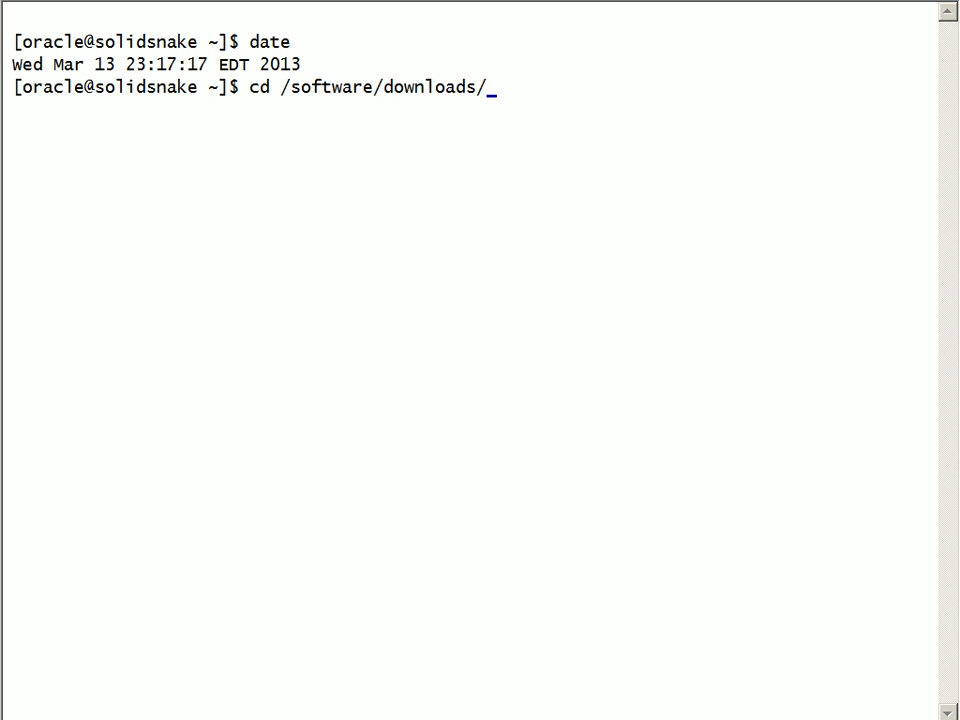 [oracle@solidsnake ~]$ date
Wed Mar 13 23:17:17 EDT 2013
[oracle@solidsnake ~]$ cd /software/downloads/